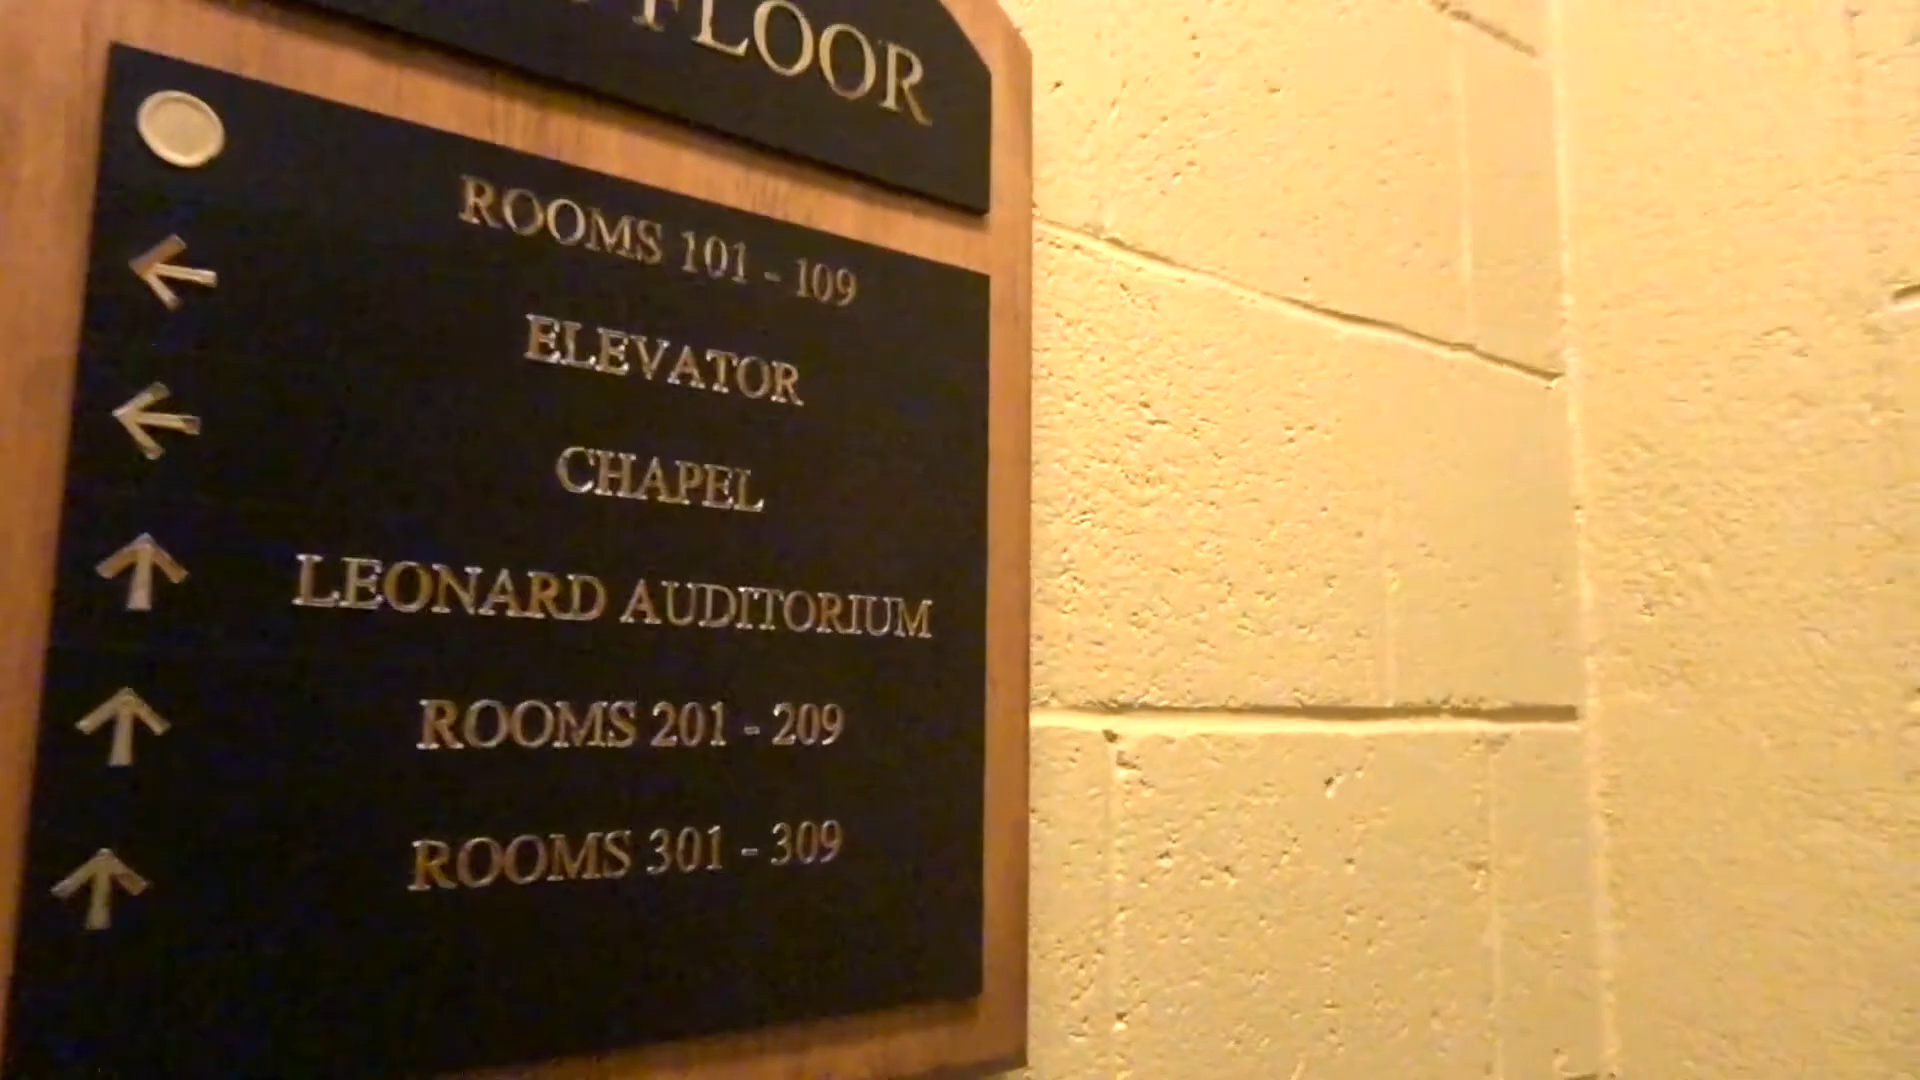 FLOOR
ROOMS 101 - 109
ELEVATOR
CHAPEL
LEONARD AUDITORIUM
ROOMS 201 - 209
ROOMS 301 - 309